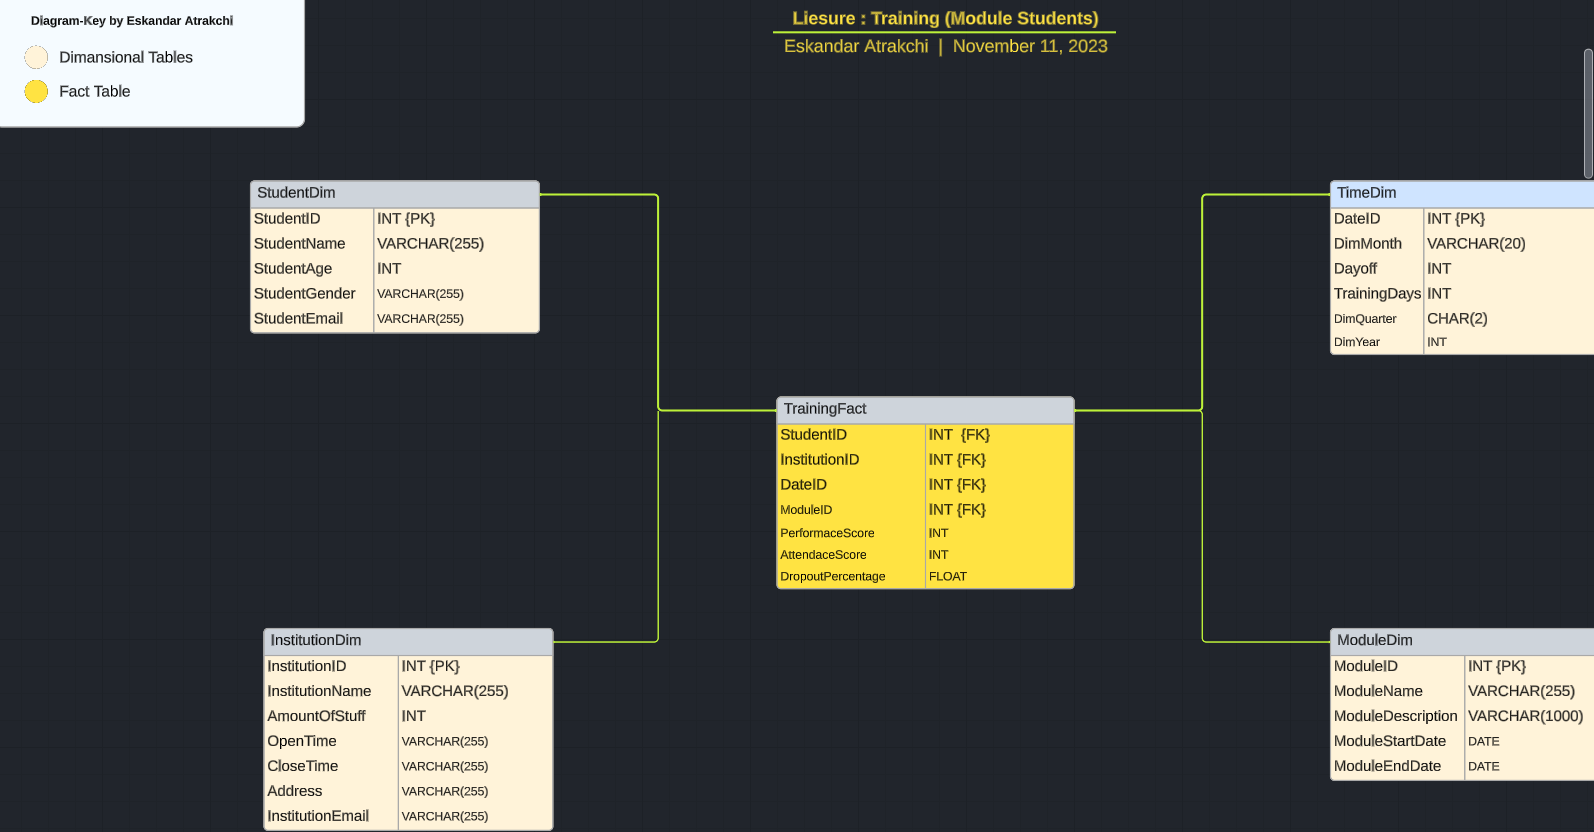 Diagram-Key by Eskandar Atrakchi
Dimansional Tables
Fact Table
Liesure : Training (Module Students)
Eskandar Atrakchi | November 11, 2023
StudentDim
StudentID INT {PK}
StudentName VARCHAR(255)
StudentAge INT
StudentGender VARCHAR(255)
StudentEmail VARCHAR(255)
TimeDim
DateID INT {PK}
DimMonth VARCHAR(20)
Dayoff INT
TrainingDays INT
DimQuarter CHAR(2)
DimYear INT
TrainingFact
StudentID INT {FK}
InstitutionID INT {FK}
DateID INT {FK}
ModuleID INT {FK}
PerformaceScore INT
AttendaceScore INT
DropoutPercentage FLOAT
InstitutionDim
InstitutionID INT {PK}
InstitutionName VARCHAR(255)
AmountOfStuff INT
OpenTime VARCHAR(255)
CloseTime VARCHAR(255)
Address VARCHAR(255)
InstitutionEmail VARCHAR(255)
ModuleDim
ModuleID INT {PK}
ModuleName VARCHAR(255)
ModuleDescription VARCHAR(1000)
ModuleStartDate DATE
ModuleEndDate DATE